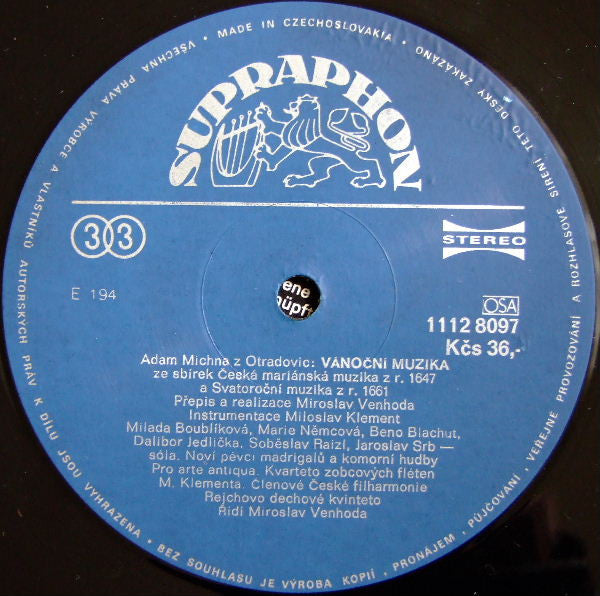 VŠECHNA PRÁVA VÝROBCE A VLASTNÍKŮ AUTORSKÝCH PRÁV K DÍLU JSOU VYHRAZENA • BEZ SOUHLASU JE VÝROBA KOPIÍ, PRONÁJEM, PŮJČOVÁNÍ, VEŘEJNÉ PROVOZOVÁNÍ A ROZHLASOVÉ ŠÍŘENÍ TÉTO DESKY ZAKÁZÁNO • MADE IN CZECHOSLOVAKIA •
SUPRAPHON
33
STEREO
E 194
ene
nüpf
OSA
1112 8097
Kčs 36,-
Adam Michna z Otradovic: VÁNOČNÍ MUZIKA
ze sbírek Česká mariánská muzika z r. 1647
a Svatoroční muzika z r. 1661
Přepis a realizace Miroslav Venhoda
Instrumentace Miloslav Klement
Milada Boublíková, Marie Němcová, Beno Blachut,
Dalibor Jedlička, Soběslav Raizl, Jaroslav Srb —
sóla. Noví pěvci madrigalů a komorní hudby
Pro arte antiqua. Kvarteto zobcových fléten
M. Klementa. Členové České filharmonie
Rejchovo dechové kvinteto
Řídí Miroslav Venhoda